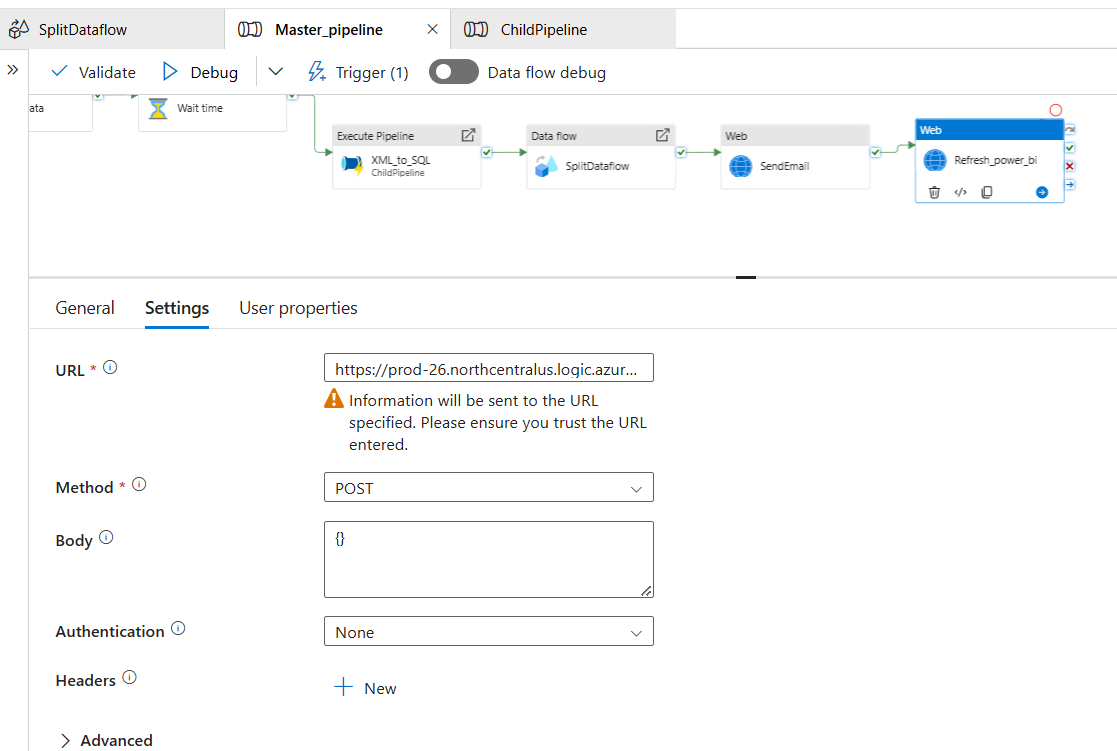 SplitDataflow
Master_pipeline
ChildPipeline
Validate
Debug
Trigger (1)
Data flow debug
ata
Wait time
Execute Pipeline
XML_to_SQL
ChildPipeline
Data flow
SplitDataflow
Web
SendEmail
Web
Refresh_power_bi
General
Settings
User properties
URL *
https://prod-26.northcentralus.logic.azur...
Information will be sent to the URL
specified. Please ensure you trust the URL
entered.
Method *
POST
Body
{}
Authentication
None
Headers
New
Advanced